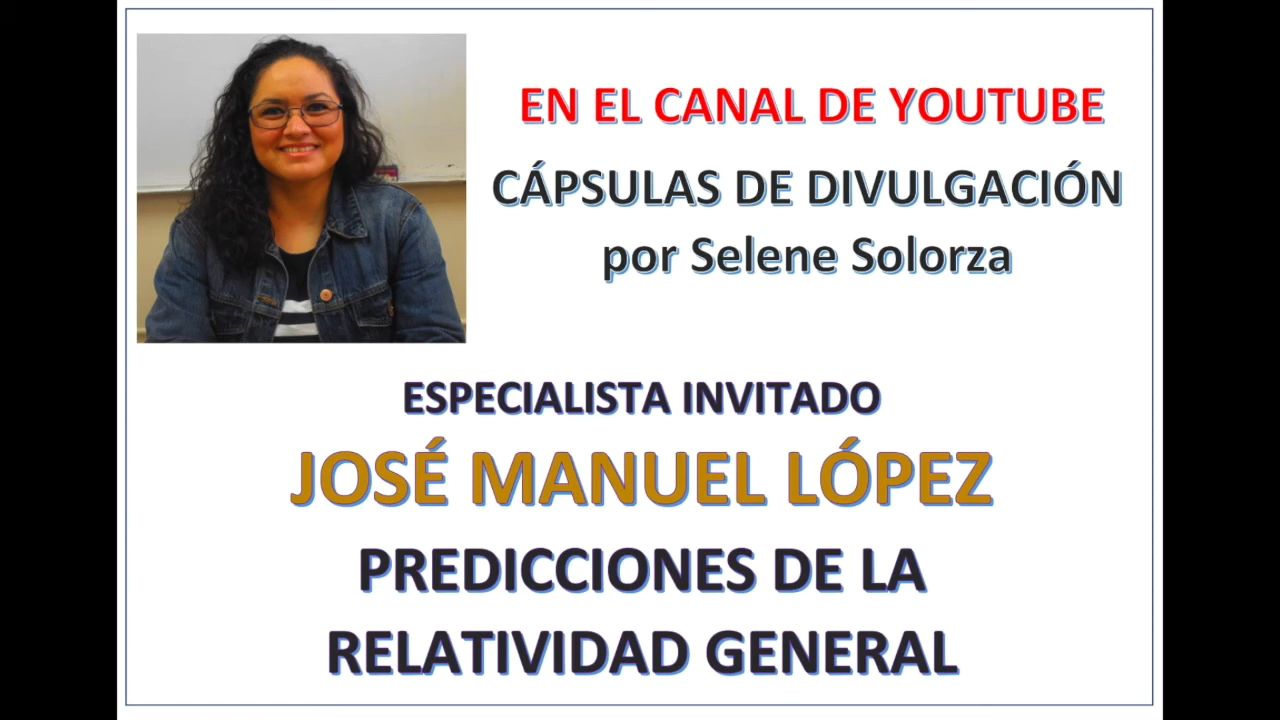 EN EL CANAL DE YOUTUBE
CÁPSULAS DE DIVULGACIÓN
por Selene Solorza
ESPECIALISTA INVITADO
JOSÉ MANUEL LÓPEZ
PREDICCIONES DE LA
RELATIVIDAD GENERAL